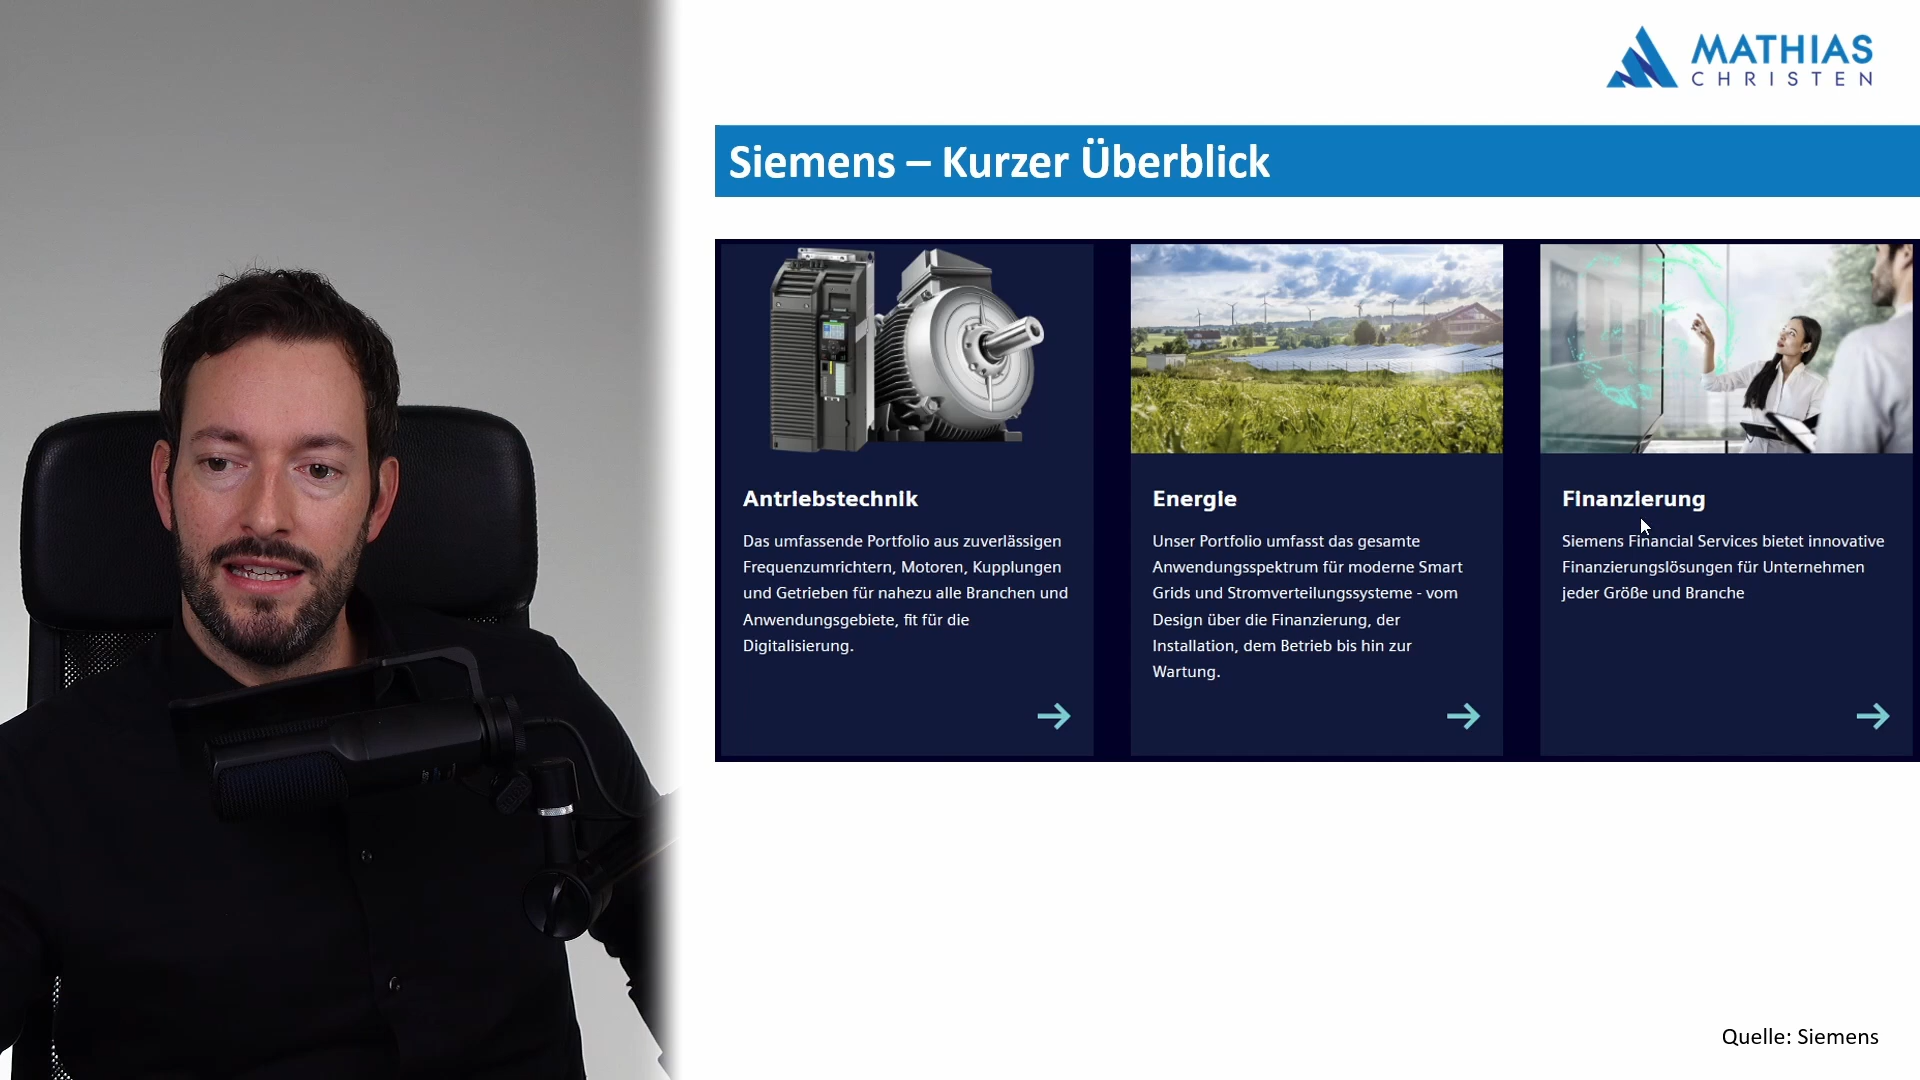 MATHIAS
CHRISTEN
Siemens – Kurzer Überblick
Antriebstechnik
Das umfassende Portfolio aus zuverlässigen
Frequenzumrichtern, Motoren, Kupplungen
und Getrieben für nahezu alle Branchen und
Anwendungsgebiete, fit für die
Digitalisierung.
Energie
Unser Portfolio umfasst das gesamte
Anwendungsspektrum für moderne Smart
Grids und Stromverteilungssysteme - vom
Design über die Finanzierung, der
Installation, dem Betrieb bis hin zur
Wartung.
Finanzierung
Siemens Financial Services bietet innovative
Finanzierungslösungen für Unternehmen
jeder Größe und Branche
Quelle: Siemens